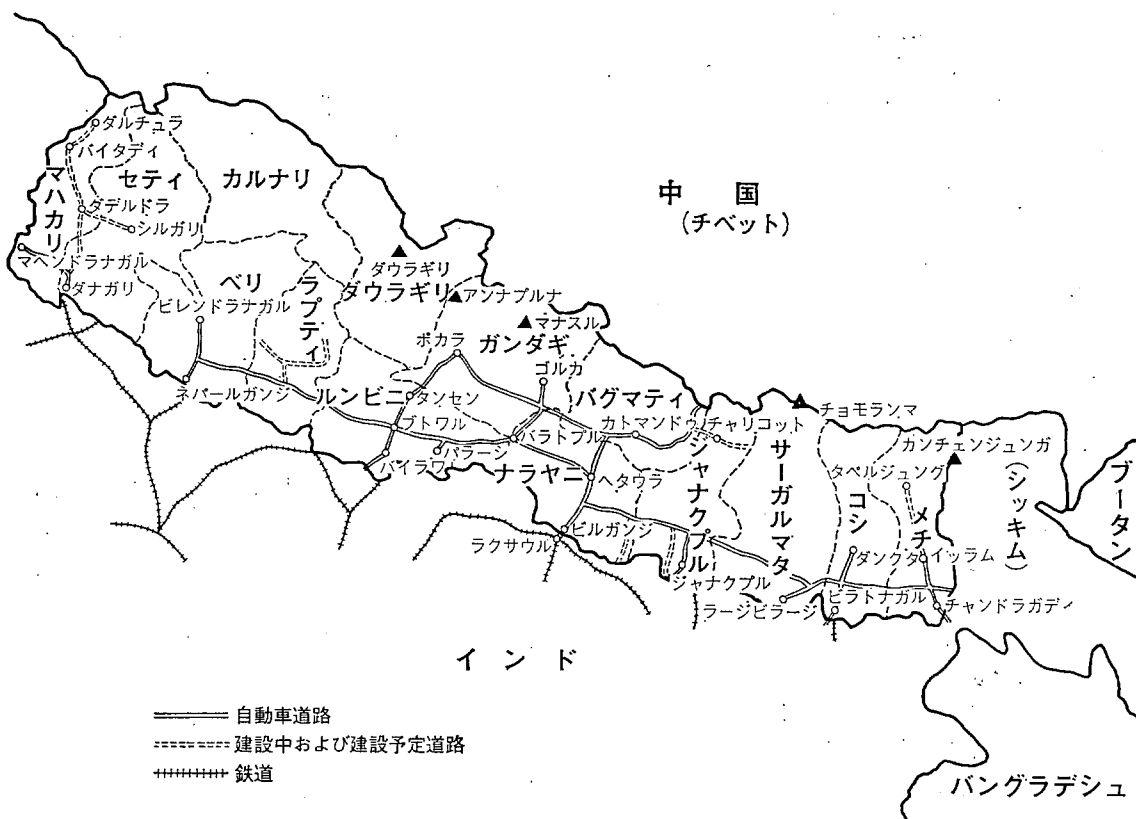 ダルチュラ
バイタディ
マハカリ
セティ
カルナリ
ダデルドラ
シルガリ
マヘンドラナガル
ダナガリ
中国
(チベット)
ダウラギリ
ダウラギリ
アンナプルナ
マナスル
ベリ
ラプティ
ビレンドラナガル
ポカラ
ガンダギ
ゴルカ
ネパールガンジ
ルンビニ
タンセン
バグマティ
チョモランマ
ブトワル
バラトプル
カトマンドゥ
チャリコット
カンチェンジュンガ
パラーシ
バイラワ
ナラヤニ
ヘタウラ
ジャナクプル
サーガルマタ
コシ
タペルジュング
メチ
(シッキム)
ブータン
ビルガンジ
ラクサウル
ダンクタ
イッラム
ジャナクプル
ラージビラージ
ビラトナガル
チャンドラガディ
インド
自動車道路
建設中および建設予定道路
鉄道
バングラデシュ